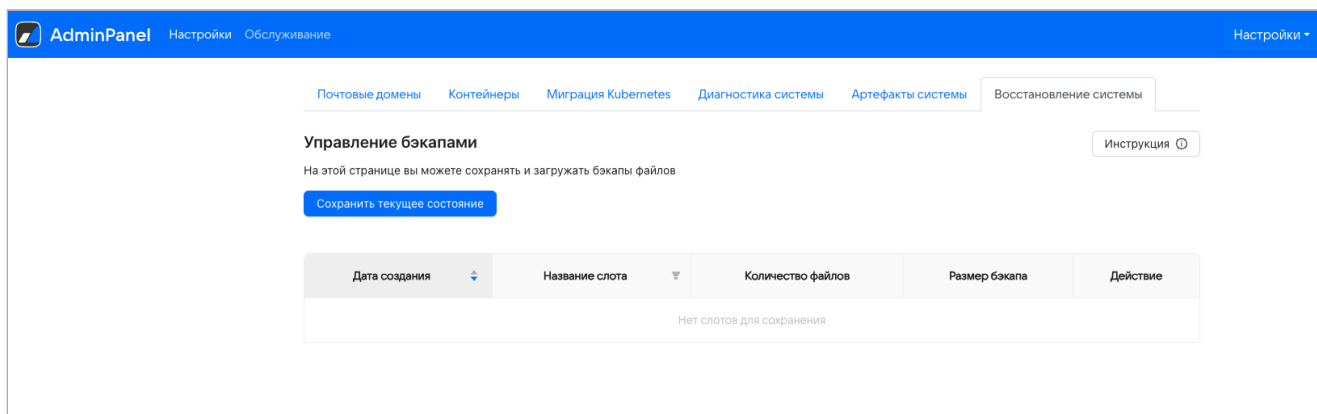 AdminPanel Настройки Обслуживание Настройки
Почтовые домены Контейнеры Миграция Kubernetes Диагностика системы Артефакты системы Восстановление системы
Управление бэкапами Инструкция
На этой странице вы можете сохранять и загружать бэкапы файлов
Сохранить текущее состояние
Дата создания Название слота Количество файлов Размер бэкапа Действие
Нет слотов для сохранения